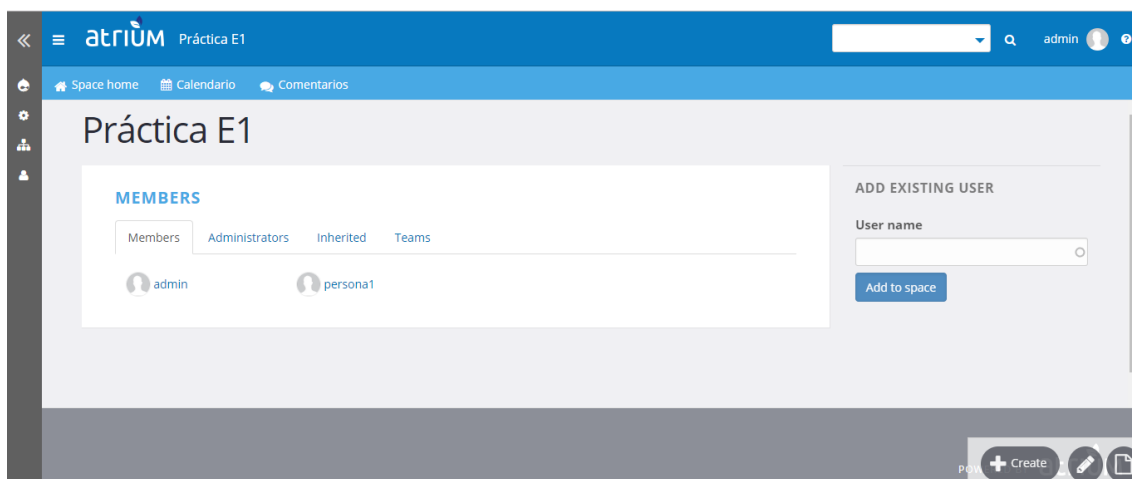 atrium Práctica E1 admin
Space home Calendario Comentarios
Práctica E1
MEMBERS
Members Administrators Inherited Teams
admin persona1
ADD EXISTING USER
User name
Add to space
Create